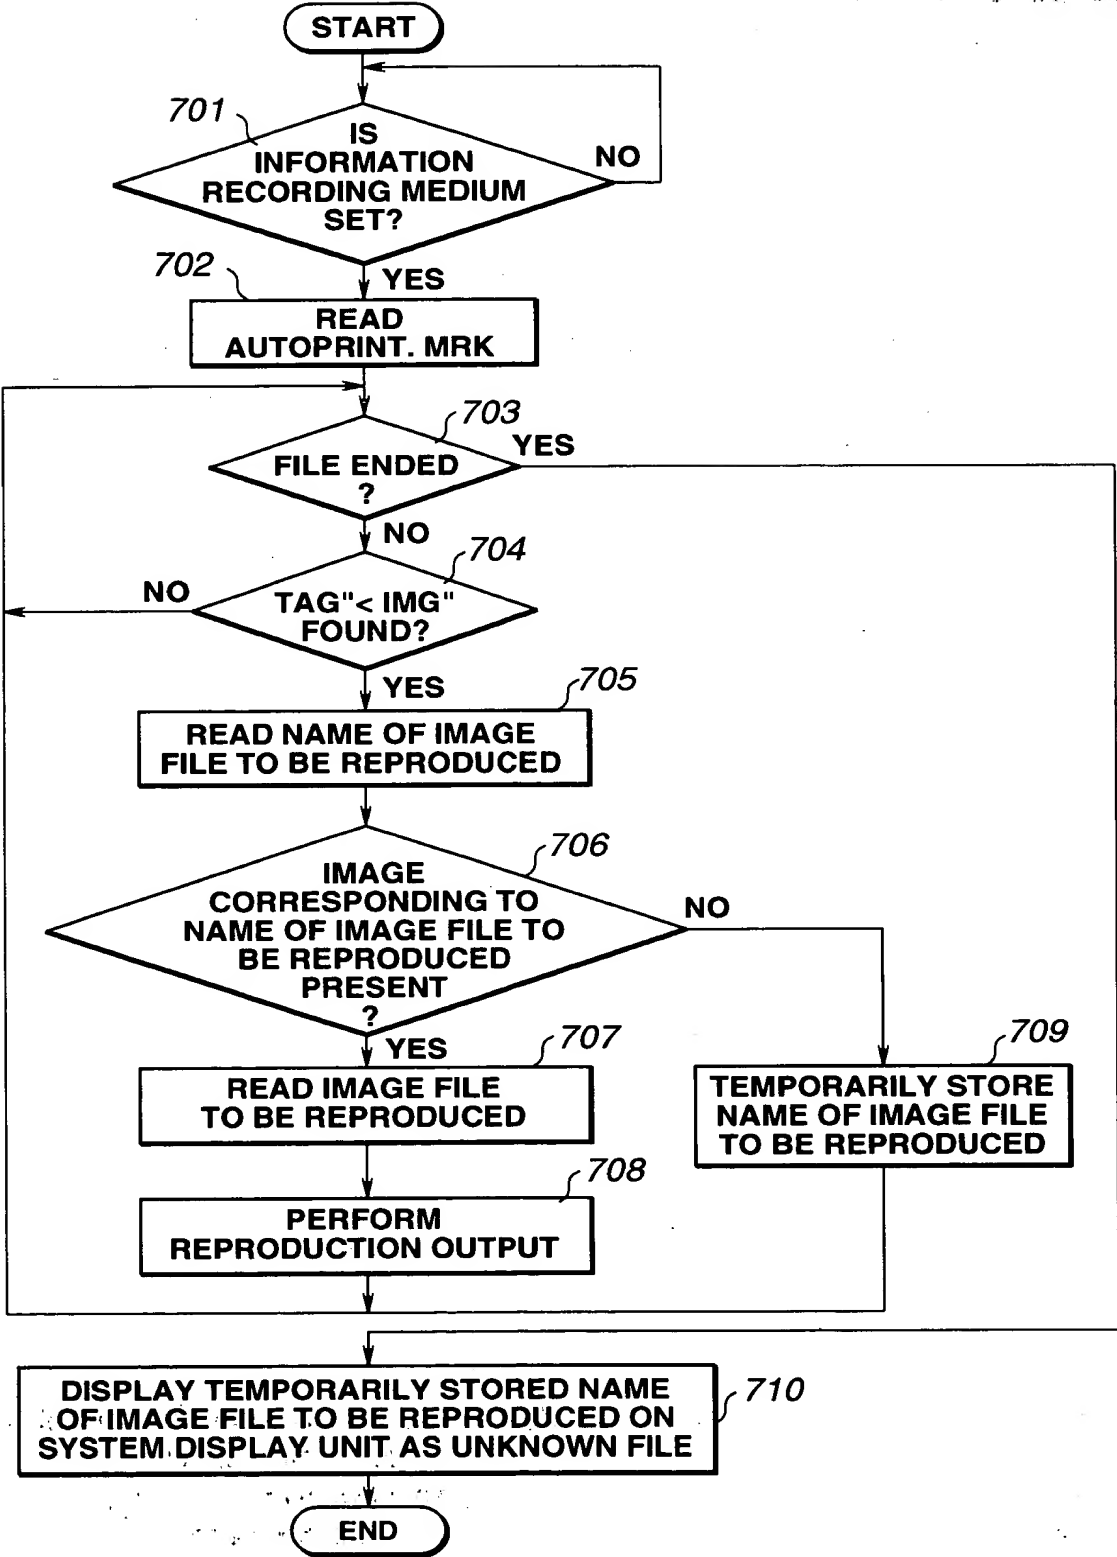 START
701
IS
INFORMATION
RECORDING MEDIUM
SET?
NO
702
YES
READ
AUTOPRINT. MRK
703
YES
FILE ENDED
?
NO
704
NO
TAG"< IMG"
FOUND?
YES
705
READ NAME OF IMAGE
FILE TO BE REPRODUCED
706
IMAGE
CORRESPONDING TO
NAME OF IMAGE FILE TO
BE REPRODUCED
PRESENT
?
NO
YES
707
READ IMAGE FILE
TO BE REPRODUCED
709
TEMPORARILY STORE
NAME OF IMAGE FILE
TO BE REPRODUCED
708
PERFORM
REPRODUCTION OUTPUT
710
DISPLAY TEMPORARILY STORED NAME
OF IMAGE FILE TO BE REPRODUCED ON
SYSTEM DISPLAY UNIT AS UNKNOWN FILE
END